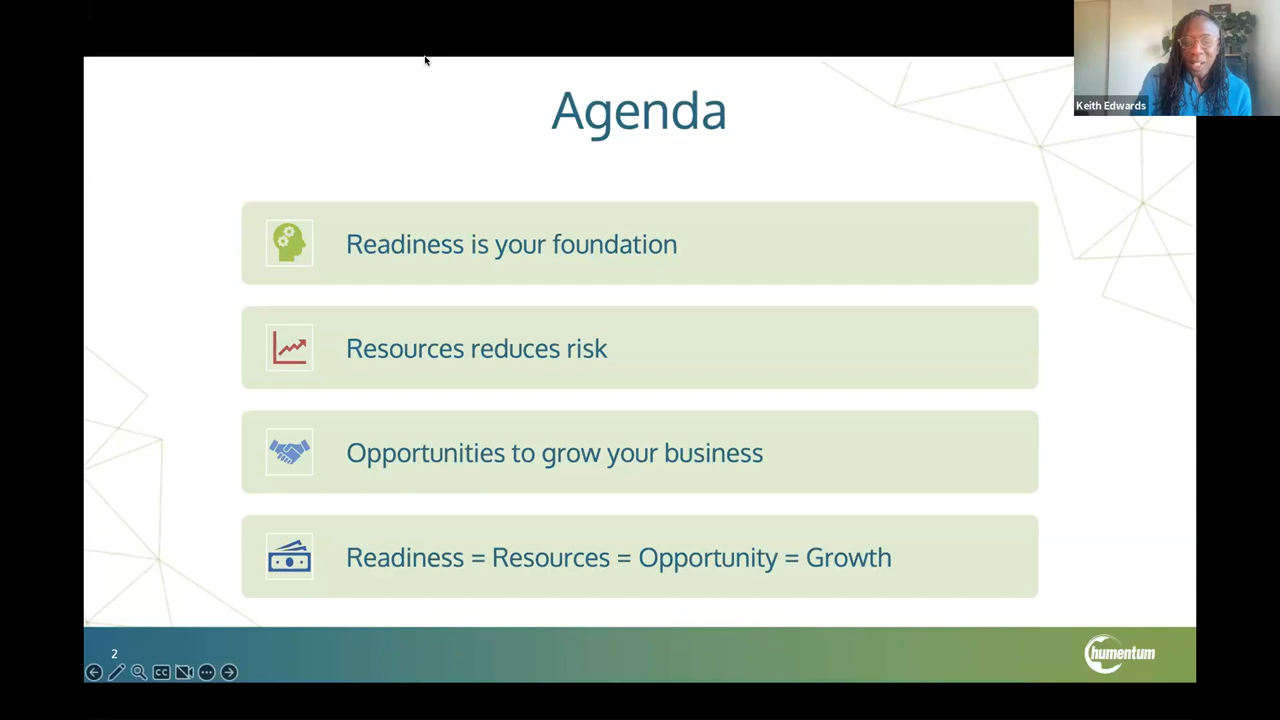 Agenda
Keith Edwards
Readiness is your foundation
Resources reduces risk
Opportunities to grow your business
Readiness = Resources = Opportunity = Growth
2
CC
humentum